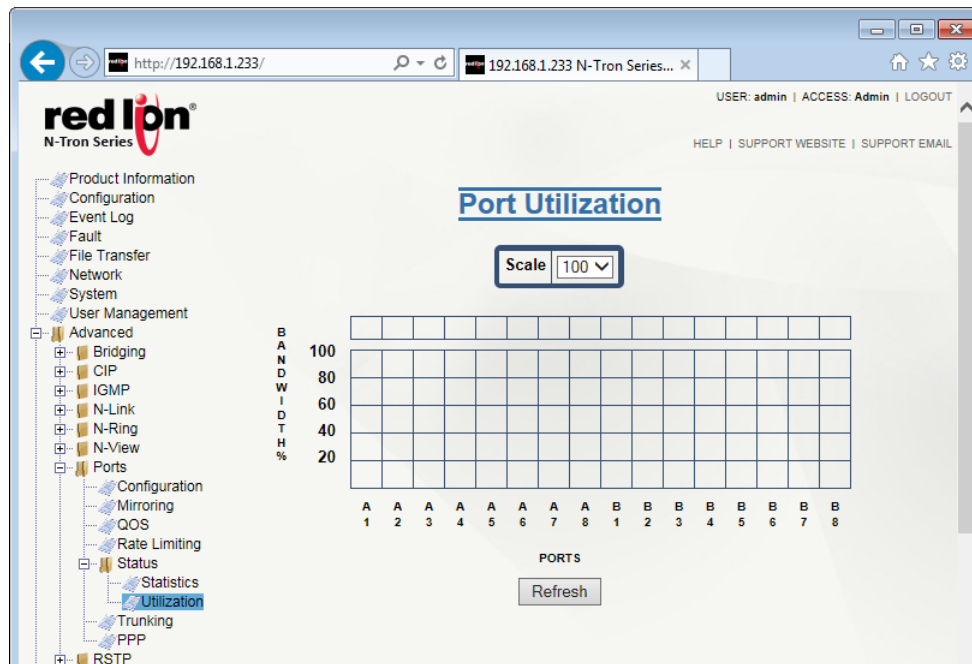 http://192.168.1.233/
192.168.1.233 N-Tron Series...
USER: admin | ACCESS: Admin | LOGOUT
red lion®
N-Tron Series
HELP | SUPPORT WEBSITE | SUPPORT EMAIL
Product Information
Configuration
Event Log
Fault
File Transfer
Network
System
User Management
Advanced
Bridging
CIP
IGMP
N-Link
N-Ring
N-View
Ports
Configuration
Mirroring
QOS
Rate Limiting
Status
Statistics
Utilization
Trunking
PPP
RSTP
Port Utilization
Scale 100
BANDWIDTH%
100
80
60
40
20
A A A A A A A A B B B B B B B B
1 2 3 4 5 6 7 8 1 2 3 4 5 6 7 8
PORTS
Refresh